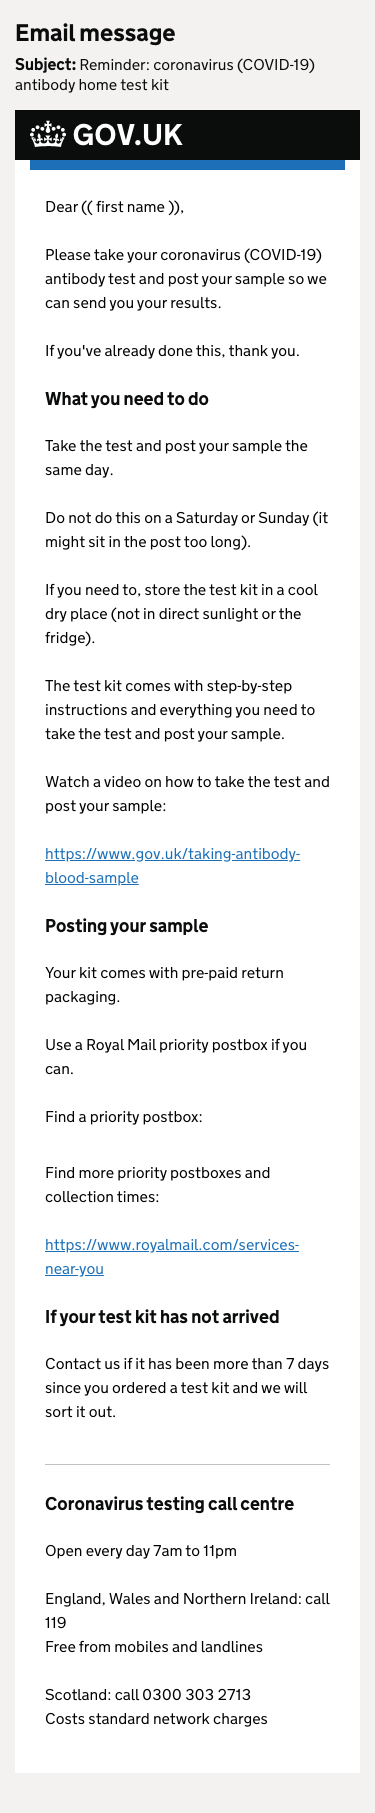 Email message
Subject: Reminder: coronavirus (COVID-19)
antibody home test kit
GOV.UK
Dear (( first name )),
Please take your coronavirus (COVID-19)
antibody test and post your sample so we
can send you your results.
If you've already done this, thank you.
What you need to do
Take the test and post your sample the
same day.
Do not do this on a Saturday or Sunday (it
might sit in the post too long).
If you need to, store the test kit in a cool
dry place (not in direct sunlight or the
fridge).
The test kit comes with step-by-step
instructions and everything you need to
take the test and post your sample.
Watch a video on how to take the test and
post your sample:
https://www.gov.uk/taking-antibody-
blood-sample
Posting your sample
Your kit comes with pre-paid return
packaging.
Use a Royal Mail priority postbox if you
can.
Find a priority postbox:
Find more priority postboxes and
collection times:
https://www.royalmail.com/services-
near-you
If your test kit has not arrived
Contact us if it has been more than 7 days
since you ordered a test kit and we will
sort it out.
Coronavirus testing call centre
Open every day 7am to 11pm
England, Wales and Northern Ireland: call
119
Free from mobiles and landlines
Scotland: call 0300 303 2713
Costs standard network charges